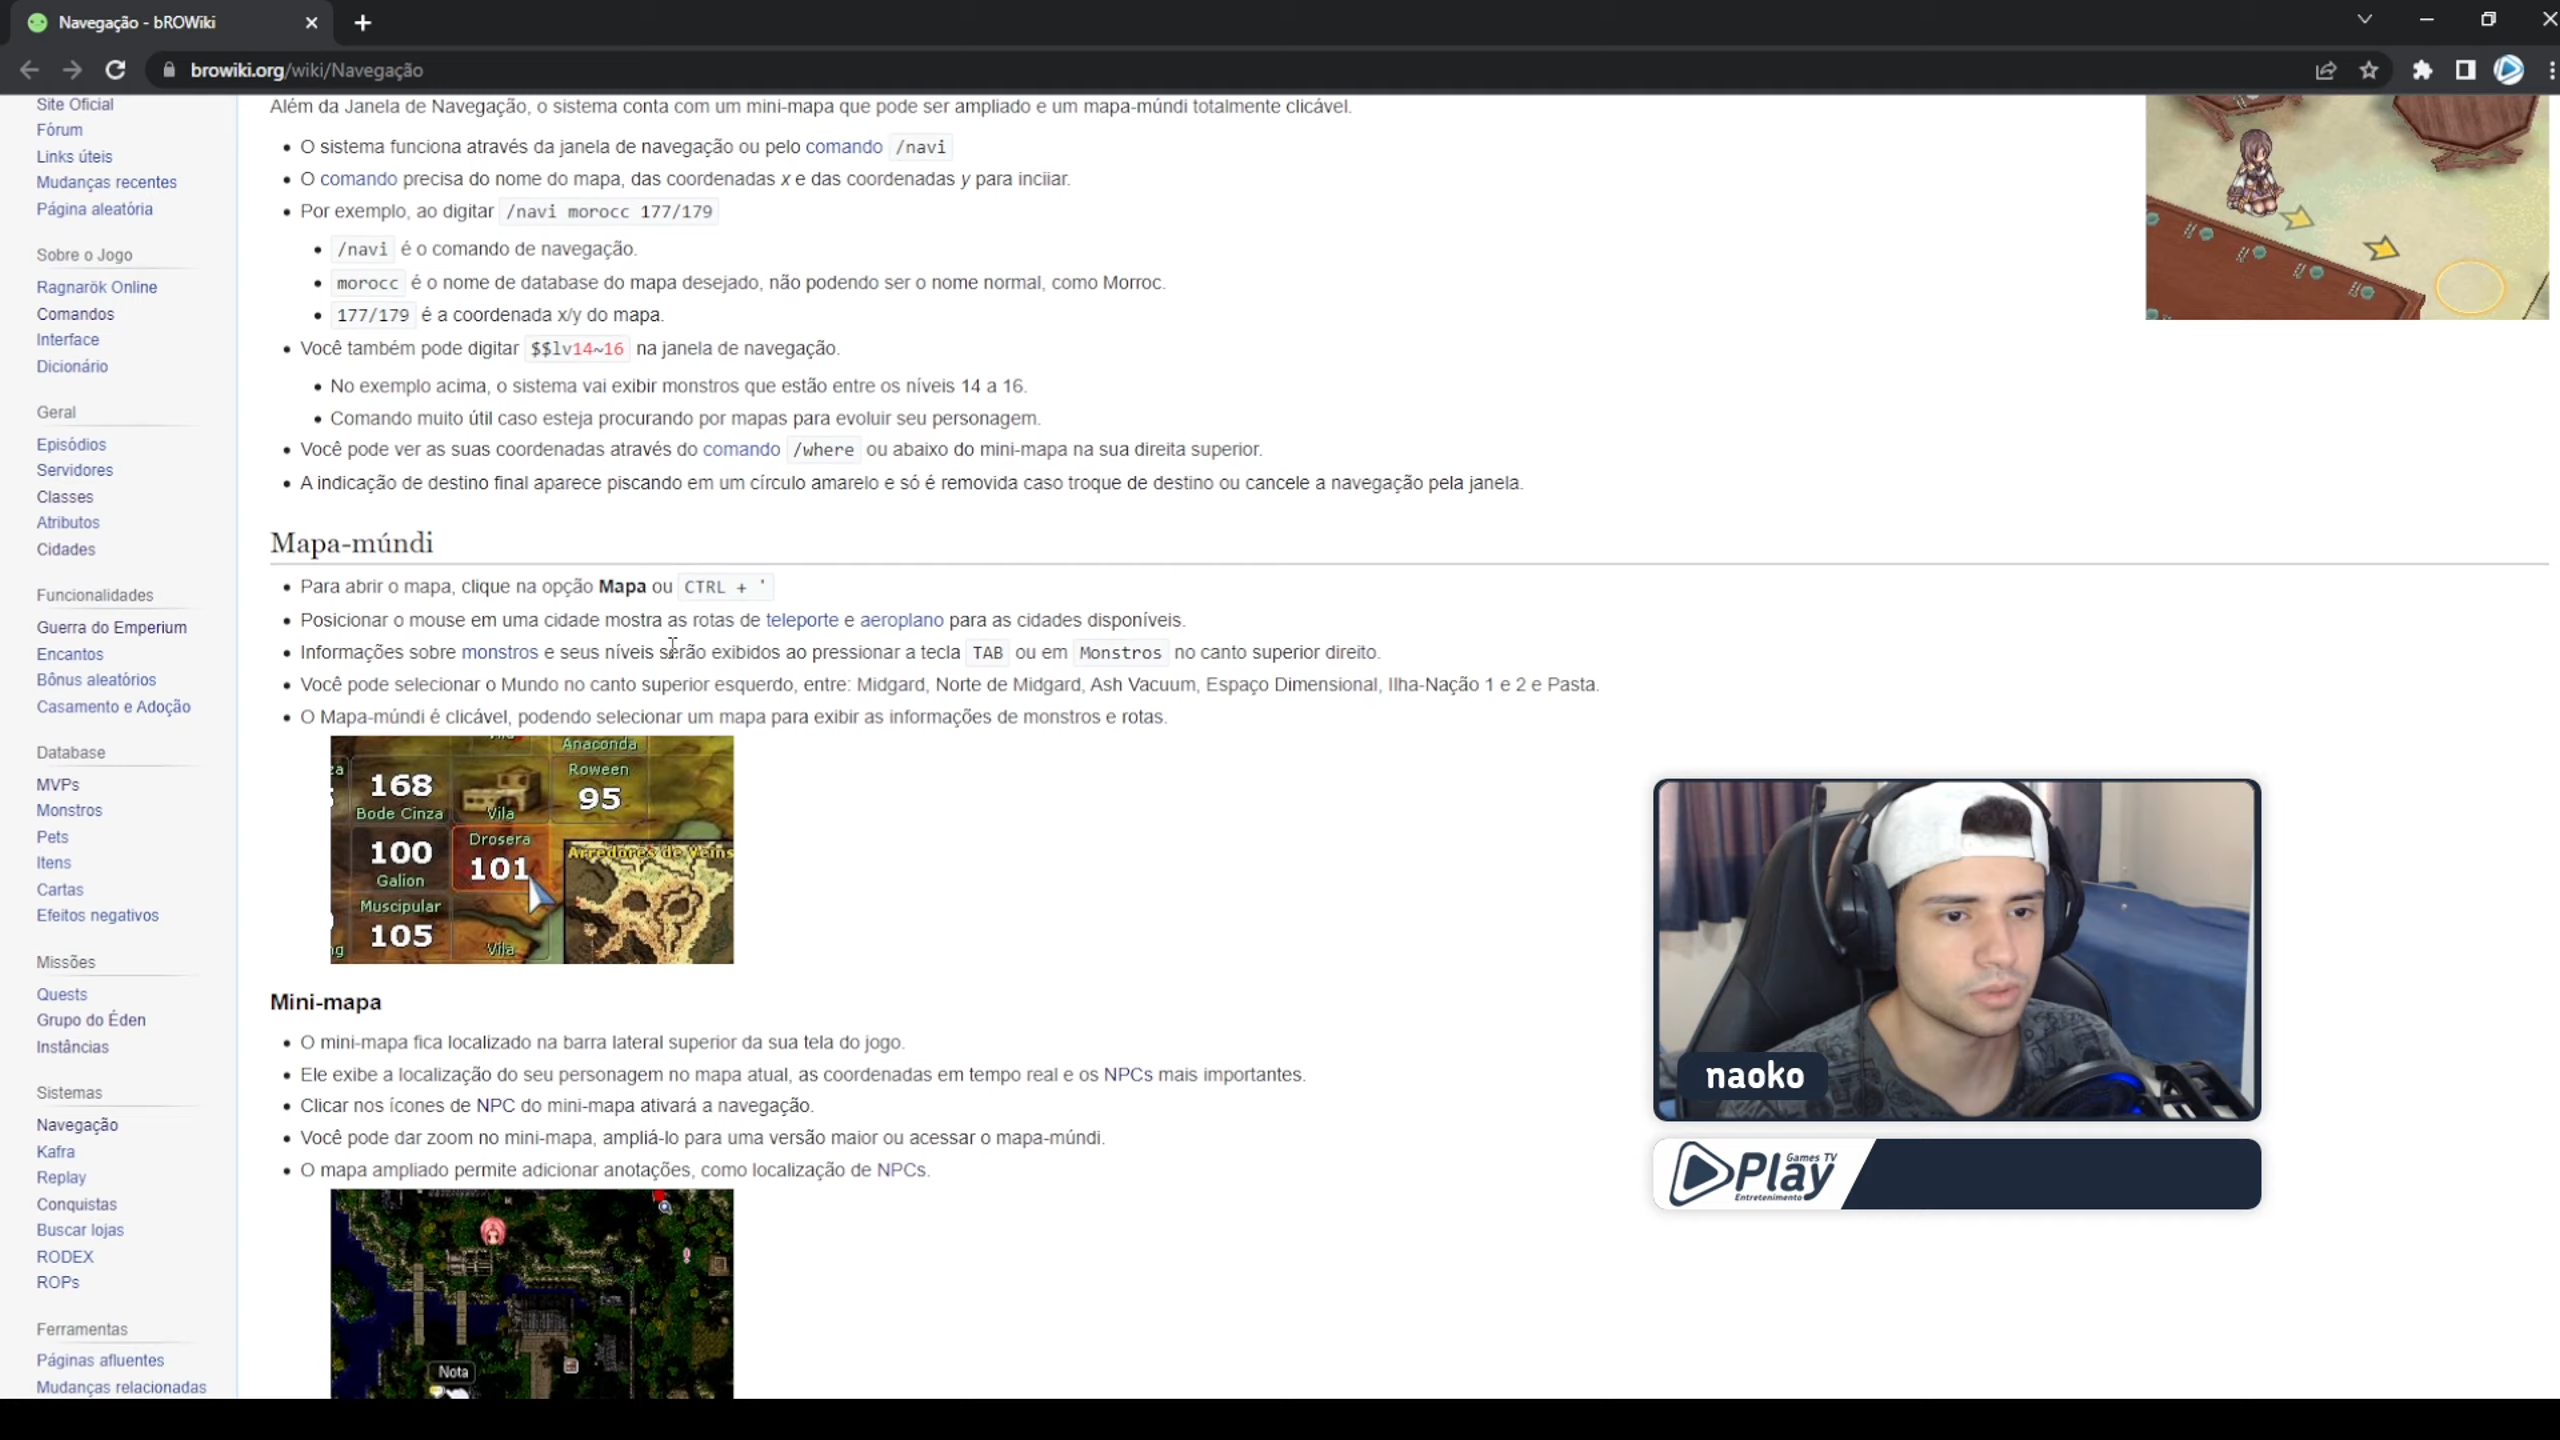 Navegação - bROWiki
browiki.org/wiki/Navegação
Site Oficial
Fórum
Links úteis
Mudanças recentes
Página aleatória
Sobre o Jogo
Ragnarök Online
Comandos
Interface
Dicionário
Geral
Episódios
Servidores
Classes
Atributos
Cidades
Funcionalidades
Guerra do Emperium
Encantos
Bônus aleatórios
Casamento e Adoção
Database
MVPs
Monstros
Pets
Itens
Cartas
Efeitos negativos
Missões
Quests
Grupo do Éden
Instâncias
Sistemas
Navegação
Kafra
Replay
Conquistas
Buscar lojas
RODEX
ROPs
Ferramentas
Páginas afluentes
Mudanças relacionadas
Além da Janela de Navegação, o sistema conta com um mini-mapa que pode ser ampliado e um mapa-múndi totalmente clicável.
O sistema funciona através da janela de navegação ou pelo comando /navi
O comando precisa do nome do mapa, das coordenadas x e das coordenadas y para inciiar.
Por exemplo, ao digitar /navi morocc 177/179
/navi é o comando de navegação.
morocc é o nome de database do mapa desejado, não podendo ser o nome normal, como Morroc.
177/179 é a coordenada x/y do mapa.
Você também pode digitar $$lv14~16 na janela de navegação.
No exemplo acima, o sistema vai exibir monstros que estão entre os níveis 14 a 16.
Comando muito útil caso esteja procurando por mapas para evoluir seu personagem.
Você pode ver as suas coordenadas através do comando /where ou abaixo do mini-mapa na sua direita superior.
A indicação de destino final aparece piscando em um círculo amarelo e só é removida caso troque de destino ou cancele a navegação pela janela.
Mapa-múndi
Para abrir o mapa, clique na opção Mapa ou CTRL + '
Posicionar o mouse em uma cidade mostra as rotas de teleporte e aeroplano para as cidades disponíveis.
Informações sobre monstros e seus níveis serão exibidos ao pressionar a tecla TAB ou em Monstros no canto superior direito.
Você pode selecionar o Mundo no canto superior esquerdo, entre: Midgard, Norte de Midgard, Ash Vacuum, Espaço Dimensional, Ilha-Nação 1 e 2 e Pasta.
O Mapa-múndi é clicável, podendo selecionar um mapa para exibir as informações de monstros e rotas.
Anaconda
za 168 Roween
Bode Cinza Vila 95
Drosera
100 101 Arredores de Veins
Galion
Muscipular
105
ng Vila
Mini-mapa
O mini-mapa fica localizado na barra lateral superior da sua tela do jogo.
Ele exibe a localização do seu personagem no mapa atual, as coordenadas em tempo real e os NPCs mais importantes.
Clicar nos ícones de NPC do mini-mapa ativará a navegação.
Você pode dar zoom no mini-mapa, ampliá-lo para uma versão maior ou acessar o mapa-múndi.
O mapa ampliado permite adicionar anotações, como localização de NPCs.
Nota
naoko
Play
Games TV
Entretenimento